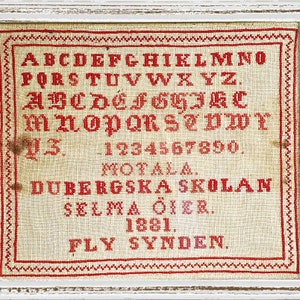 ABCDEFGHIKLMNO
PQRSTUVWXYZ.
ABCDEFGHIKL
MNOPQRSTUVWY
YZ. 1234567890.
MOTALA.
DUBERGSKA SKOLAN
SELMA ÖIER.
1881.
FLY SYNDEN.